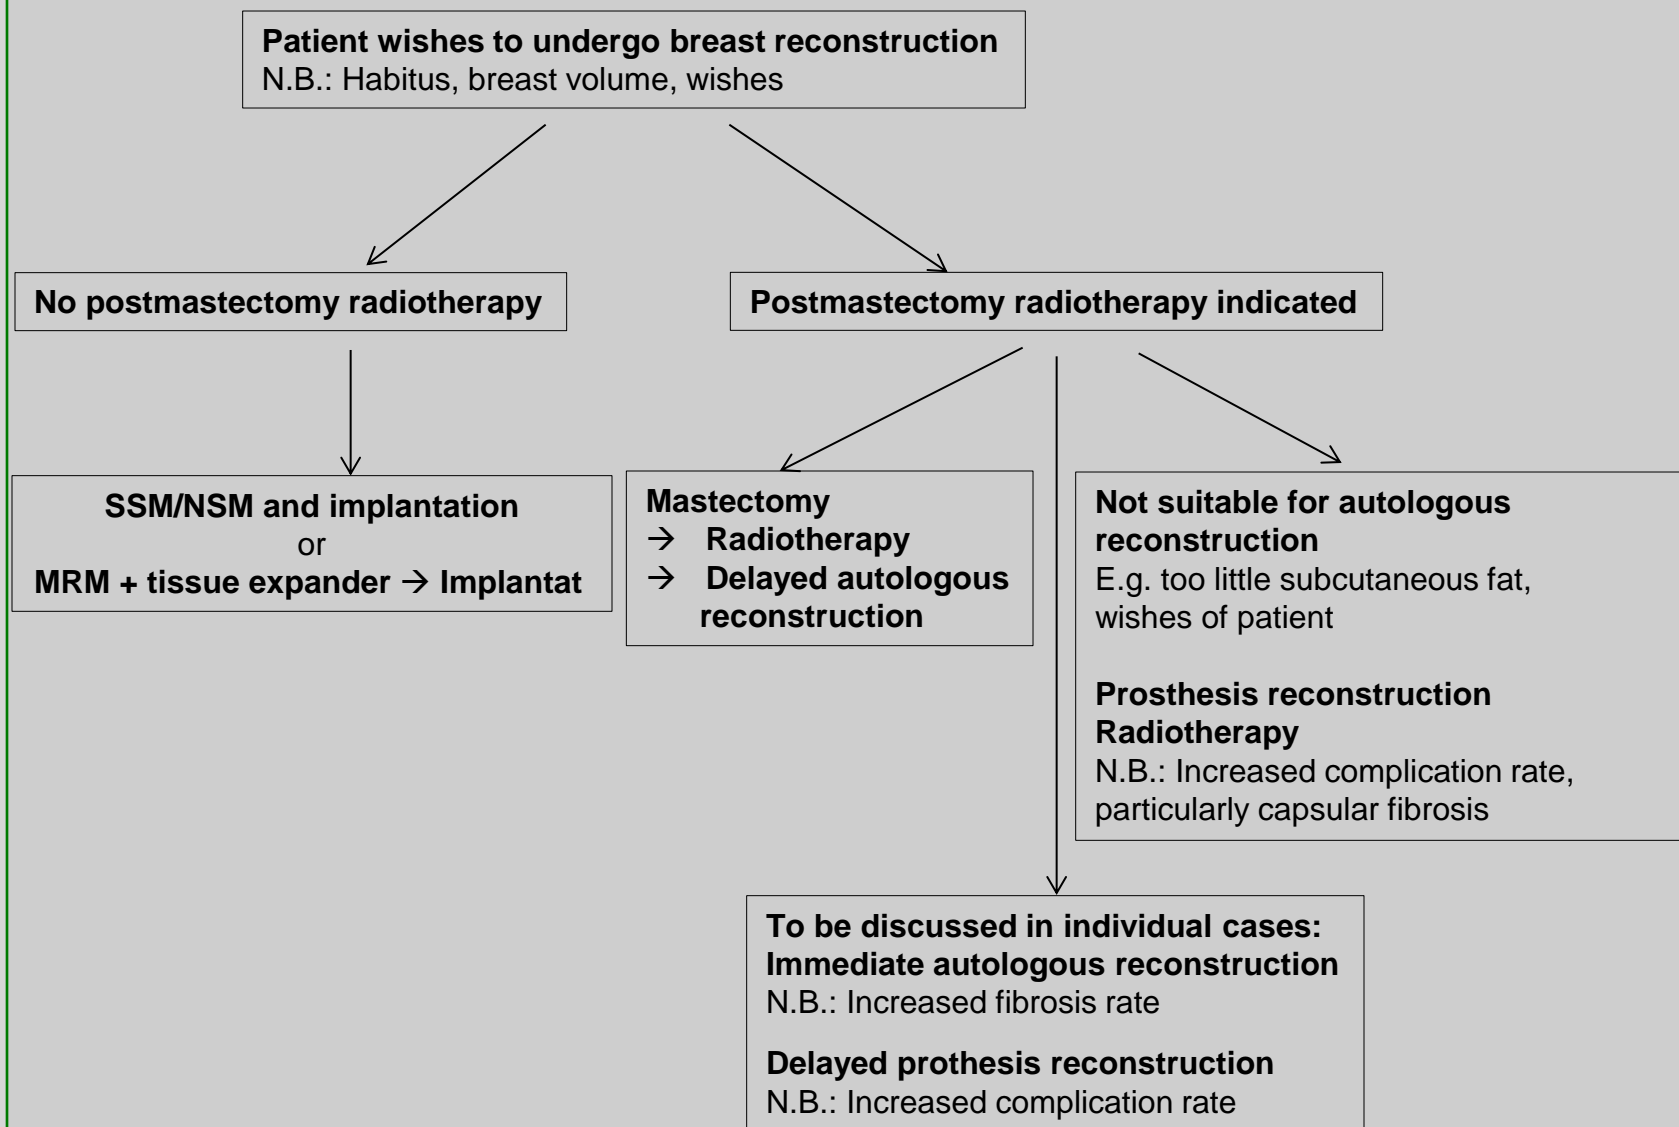 Patient wishes to undergo breast reconstruction
N.B.: Habitus, breast volume, wishes
No postmastectomy radiotherapy
Postmastectomy radiotherapy indicated
SSM/NSM and implantation
or
MRM + tissue expander → Implantat
Mastectomy
→ Radiotherapy
→ Delayed autologous
reconstruction
Not suitable for autologous
reconstruction
E.g. too little subcutaneous fat,
wishes of patient
Prosthesis reconstruction
Radiotherapy
N.B.: Increased complication rate,
particularly capsular fibrosis
To be discussed in individual cases:
Immediate autologous reconstruction
N.B.: Increased fibrosis rate
Delayed prothesis reconstruction
N.B.: Increased complication rate